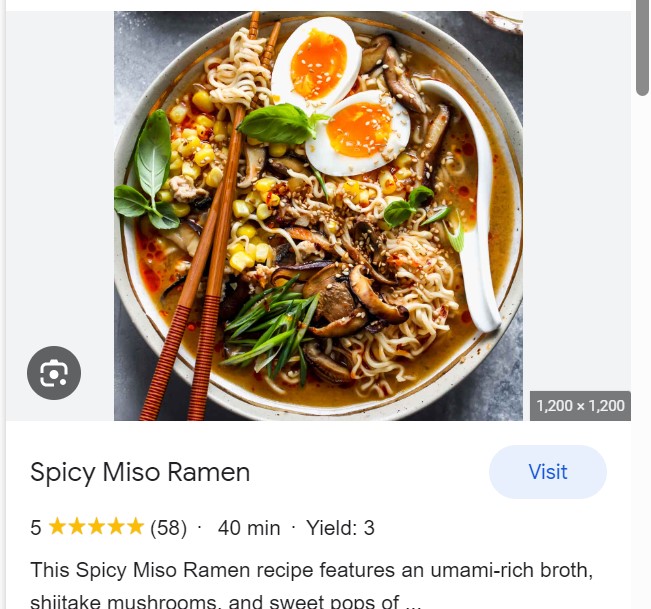 1,200 × 1,200
Spicy Miso Ramen
Visit
5 ★★★★★ (58) · 40 min · Yield: 3
This Spicy Miso Ramen recipe features an umami-rich broth,
shiitake mushrooms, and sweet pops of ...